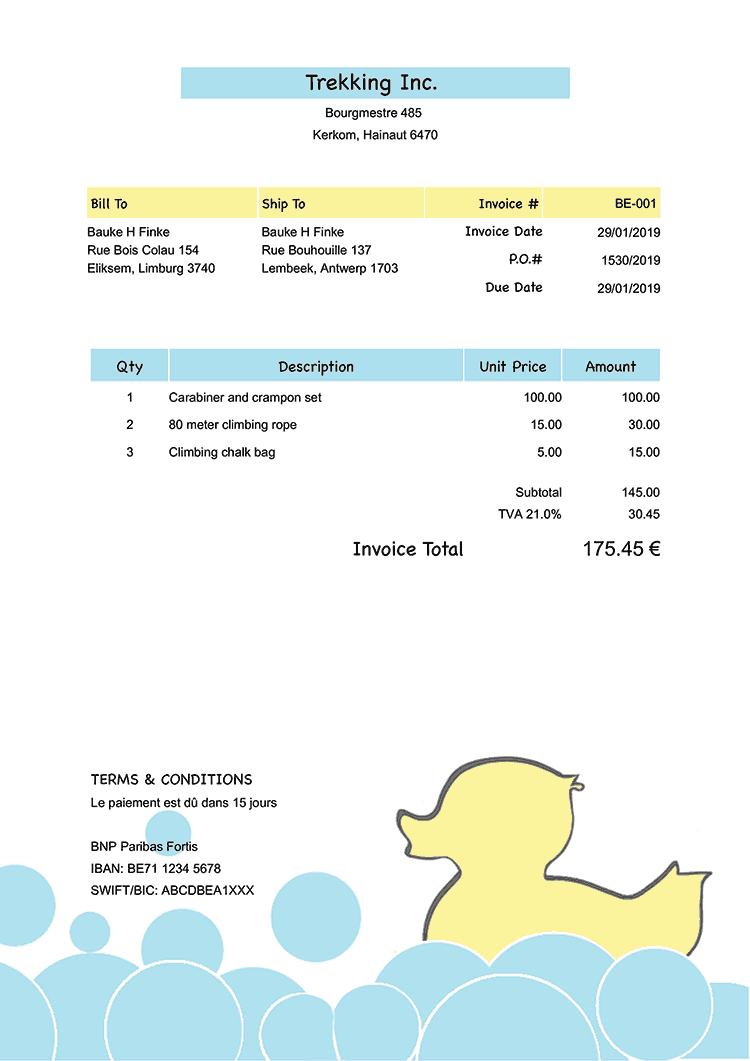 Trekking Inc.
Bourgmestre 485
Kerkom, Hainaut 6470
Bill To Ship To Invoice # BE-001
Bauke H Finke Bauke H Finke Invoice Date 29/01/2019
Rue Bois Colau 154 Rue Bouhouille 137
Eliksem, Limburg 3740 Lembeek, Antwerp 1703 P.O.# 1530/2019
Due Date 29/01/2019
Qty Description Unit Price Amount
1 Carabiner and crampon set 100.00 100.00
2 80 meter climbing rope 15.00 30.00
3 Climbing chalk bag 5.00 15.00
Subtotal 145.00
TVA 21.0% 30.45
Invoice Total 175.45 €
TERMS & CONDITIONS
Le paiement est dû dans 15 jours
BNP Paribas Fortis
IBAN: BE71 1234 5678
SWIFT/BIC: ABCDBEA1XXX